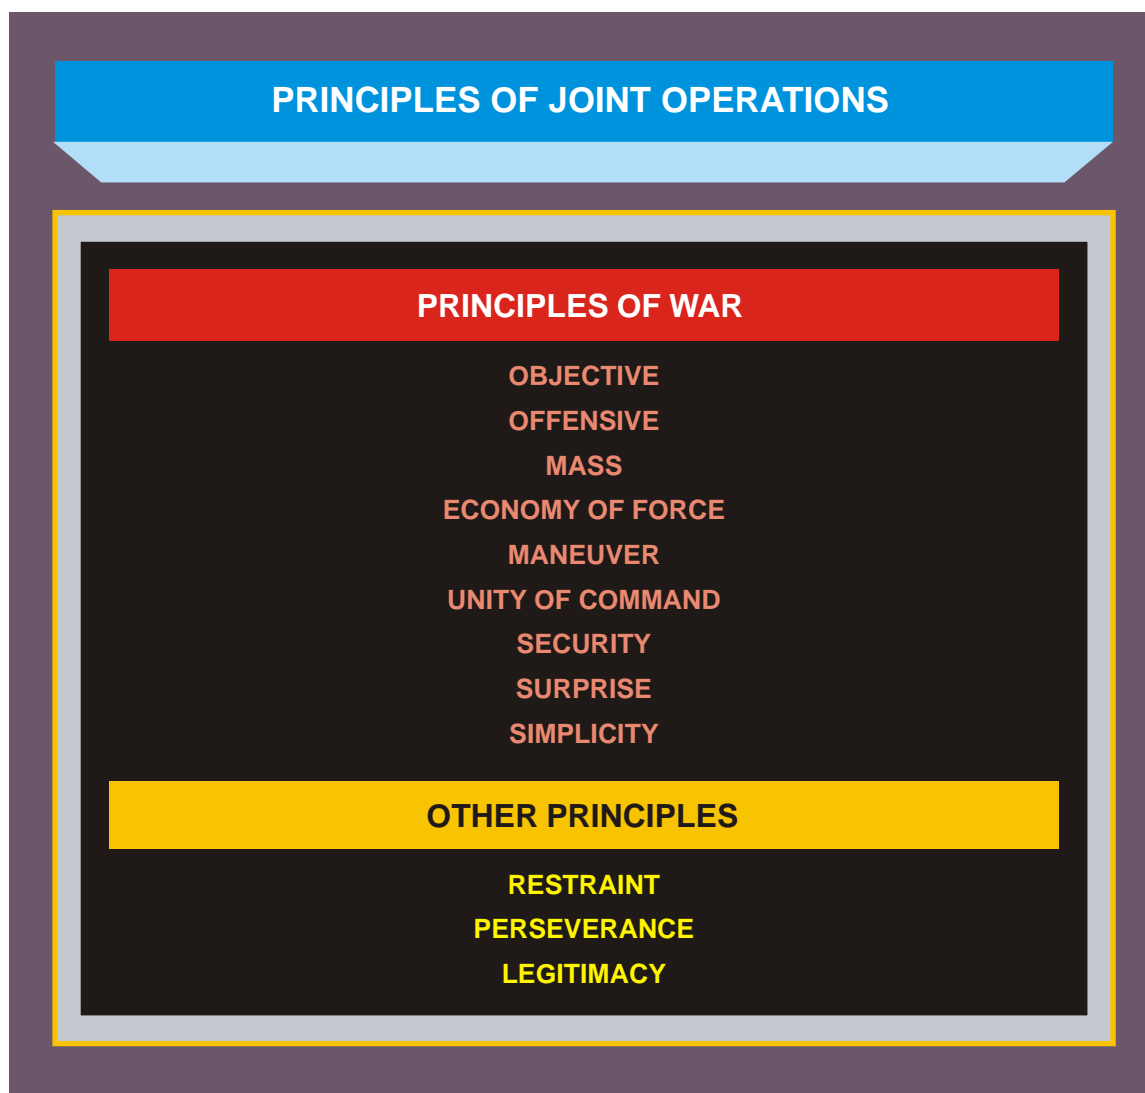 PRINCIPLES OF JOINT OPERATIONS
PRINCIPLES OF WAR
OBJECTIVE
OFFENSIVE
MASS
ECONOMY OF FORCE
MANEUVER
UNITY OF COMMAND
SECURITY
SURPRISE
SIMPLICITY
OTHER PRINCIPLES
RESTRAINT
PERSEVERANCE
LEGITIMACY